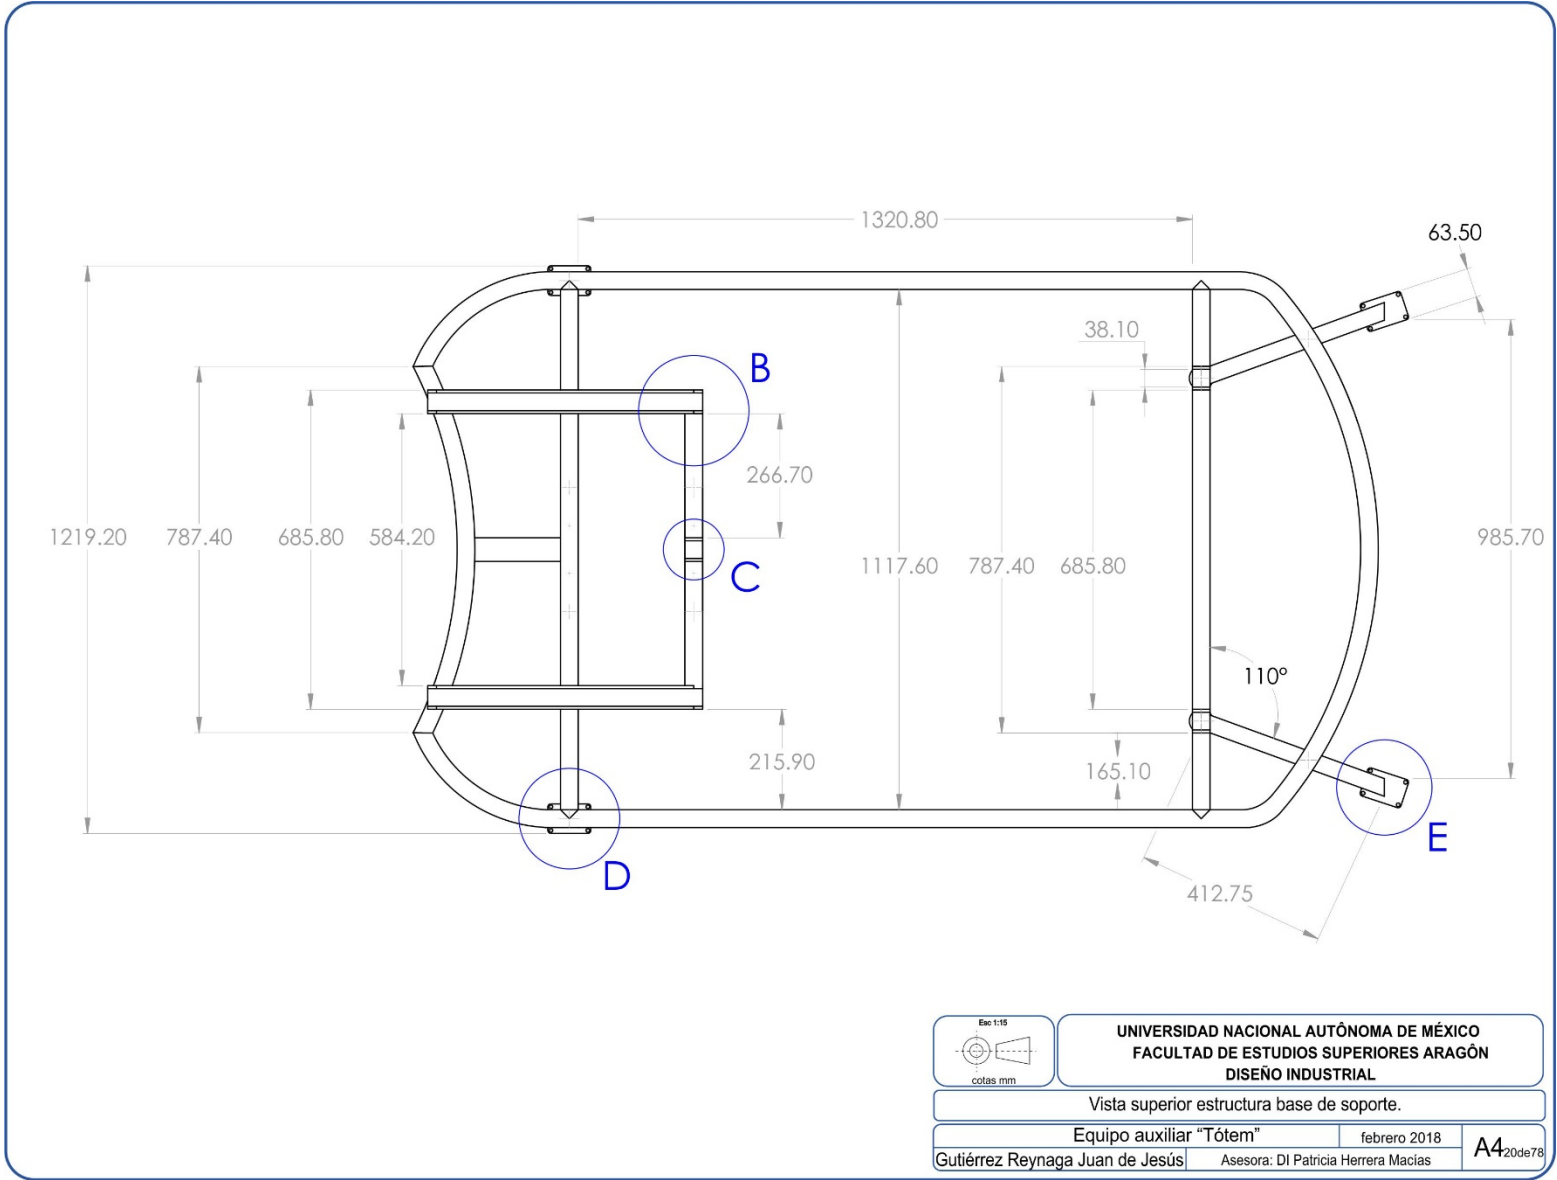 1320.80
63.50
38.10
B
266.70
1219.20
787.40
685.80
584.20
C
1117.60
787.40
685.80
985.70
110º
215.90
165.10
E
D
412.75
Esc 1:15
cotas mm
UNIVERSIDAD NACIONAL AUTÔNOMA DE MÉXICO
FACULTAD DE ESTUDIOS SUPERIORES ARAGÔN
DISEÑO INDUSTRIAL
Vista superior estructura base de soporte.
Equipo auxiliar “Tótem”
febrero 2018
A4 20de78
Gutiérrez Reynaga Juan de Jesús
Asesora: DI Patricia Herrera Macías